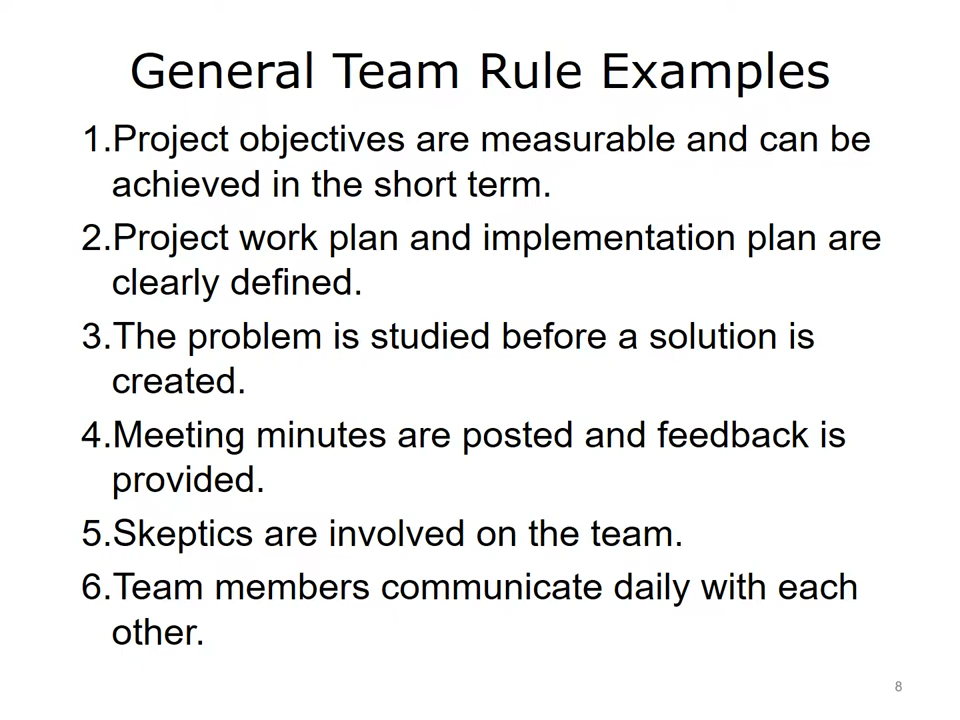 General Team Rule Examples
1.Project objectives are measurable and can be
achieved in the short term.
2.Project work plan and implementation plan are
clearly defined.
3.The problem is studied before a solution is
created.
4.Meeting minutes are posted and feedback is
provided.
5.Skeptics are involved on the team.
6.Team members communicate daily with each
other.
8